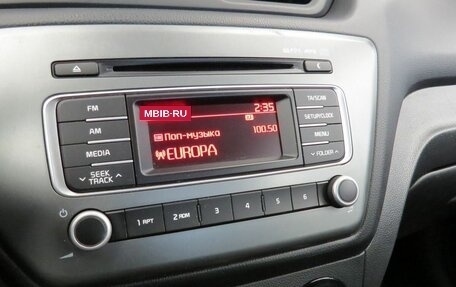 FM
AM
MEDIA
SEEK
TRACK
MBIB-RU
2:35
Поп-музыка
100.50
EUROPA
TA/SCAN
SETUP/CLOCK
MENU
FOLDER
1 RPT
2 RDM
3
4
5
6